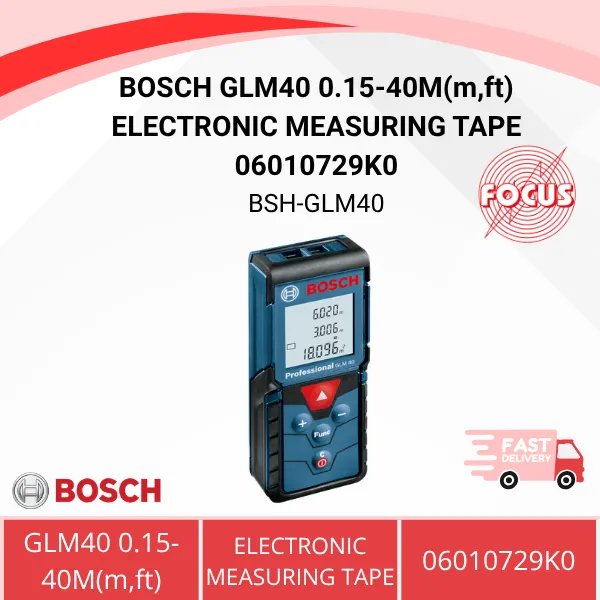 BOSCH GLM40 0.15-40M(m,ft)
ELECTRONIC MEASURING TAPE
06010729K0
BSH-GLM40
FOCUS
BOSCH
6.020 m
3.006 m
18.096 m²
Professional GLM 40
+
−
Func
C
FAST
DELIVERY
BOSCH
GLM40 0.15-
40M(m,ft)
ELECTRONIC
MEASURING TAPE
06010729K0